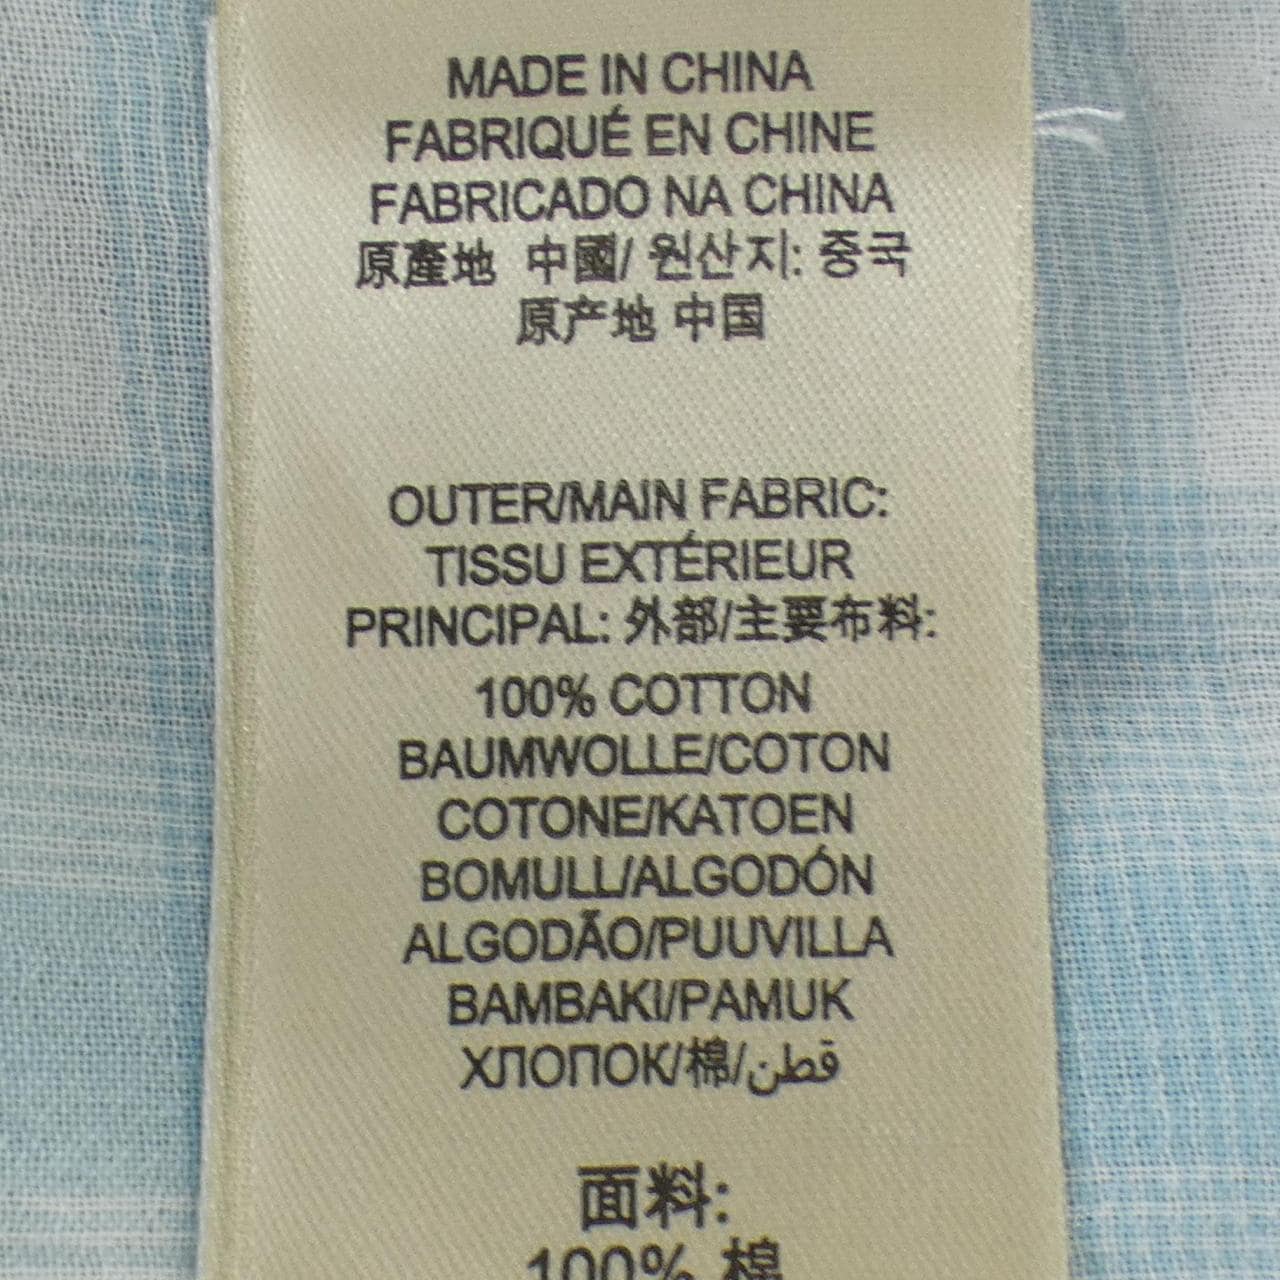 MADE IN CHINA
FABRIQUÉ EN CHINE
FABRICADO NA CHINA
原產地 中國/ 원산지: 중국
原产地 中国
OUTER/MAIN FABRIC:
TISSU EXTÉRIEUR
PRINCIPAL: 外部/主要布料:
100% COTTON
BAUMWOLLE/COTON
COTONE/KATOEN
BOMULL/ALGODÓN
ALGODÃO/PUUVILLA
BAMBAKI/PAMUK
ХЛОПОК/棉/قطن
面料:
100% 棉